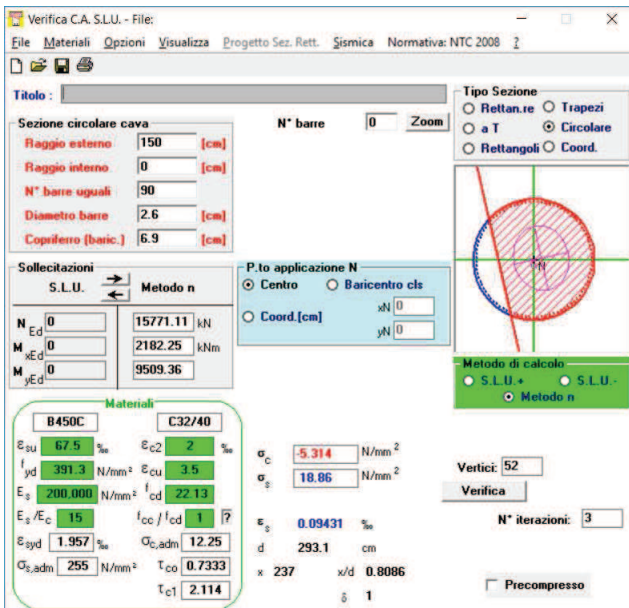 Verifica C.A. S.L.U. - File:
File Materiali Opzioni Visualizza Progetto Sez. Rett. Sismica Normativa: NTC 2008 ?
Titolo :
Tipo Sezione
Rettan.re Trapezi
a T Circolare
Rettangoli Coord.
Sezione circolare cava
Raggio esterno 150 [cm]
Raggio interno 0 [cm]
N° barre uguali 90
Diametro barre 2.6 [cm]
Copriferro (baric.) 6.9 [cm]
N° barre 0 Zoom
N
Sollecitazioni
S.L.U. Metodo n
N Ed 0 15771.11 kN
M xEd 0 2182.25 kNm
M yEd 0 9509.36
P.to applicazione N
Centro Baricentro cls
Coord.[cm] xN 0
yN 0
Metodo di calcolo
S.L.U.+ S.L.U.-
Metodo n
Materiali
B450C C32/40
εsu 67.5 ‰ εc2 2 ‰
fyd 391.3 N/mm² εcu 3.5
Es 200.000 N/mm² fcd 22.13
Es/Ec 15 fcc / fcd 1 ?
εsyd 1.957 ‰ σc,adm 12.25
σs,adm 255 N/mm² τco 0.7333
τc1 2.114
σc -5.314 N/mm²
σs 18.86 N/mm²
εs 0.09431 ‰
d 293.1 cm
x 237 x/d 0.8086
δ 1
Vertici: 52
Verifica
N° iterazioni: 3
Precompresso